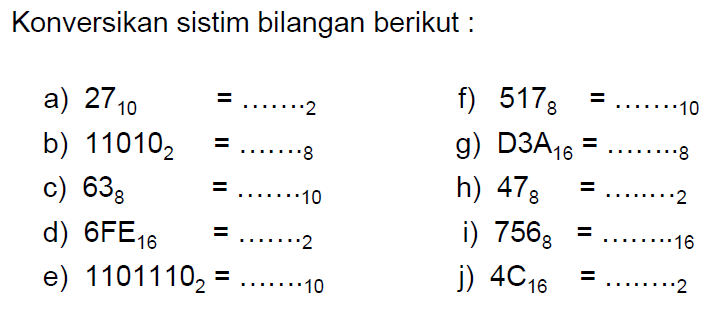 Konversikan sistim bilangan berikut :
a) 27₁₀ = .......₂
b) 11010₂ = .......₈
c) 63₈ = .......₁₀
d) 6FE₁₆ = .......₂
e) 1101110₂ = .......₁₀
f) 517₈ = .......₁₀
g) D3A₁₆ = ........₈
h) 47₈ = ........₂
i) 756₈ = ........₁₆
j) 4C₁₆ = ........₂